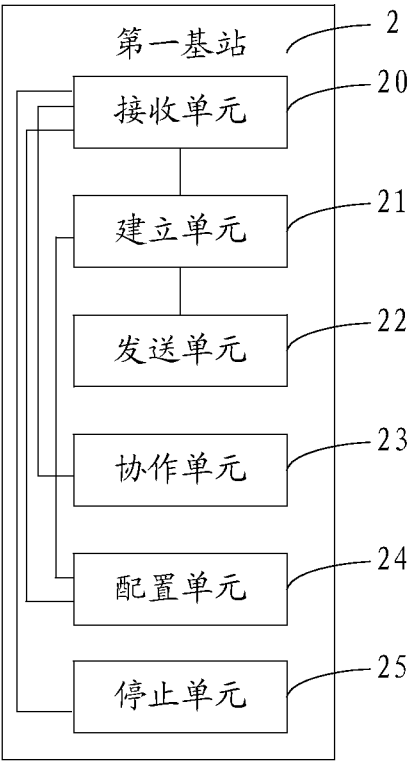 第一基站 2
接收单元 20
建立单元 21
发送单元 22
协作单元 23
配置单元 24
停止单元 25